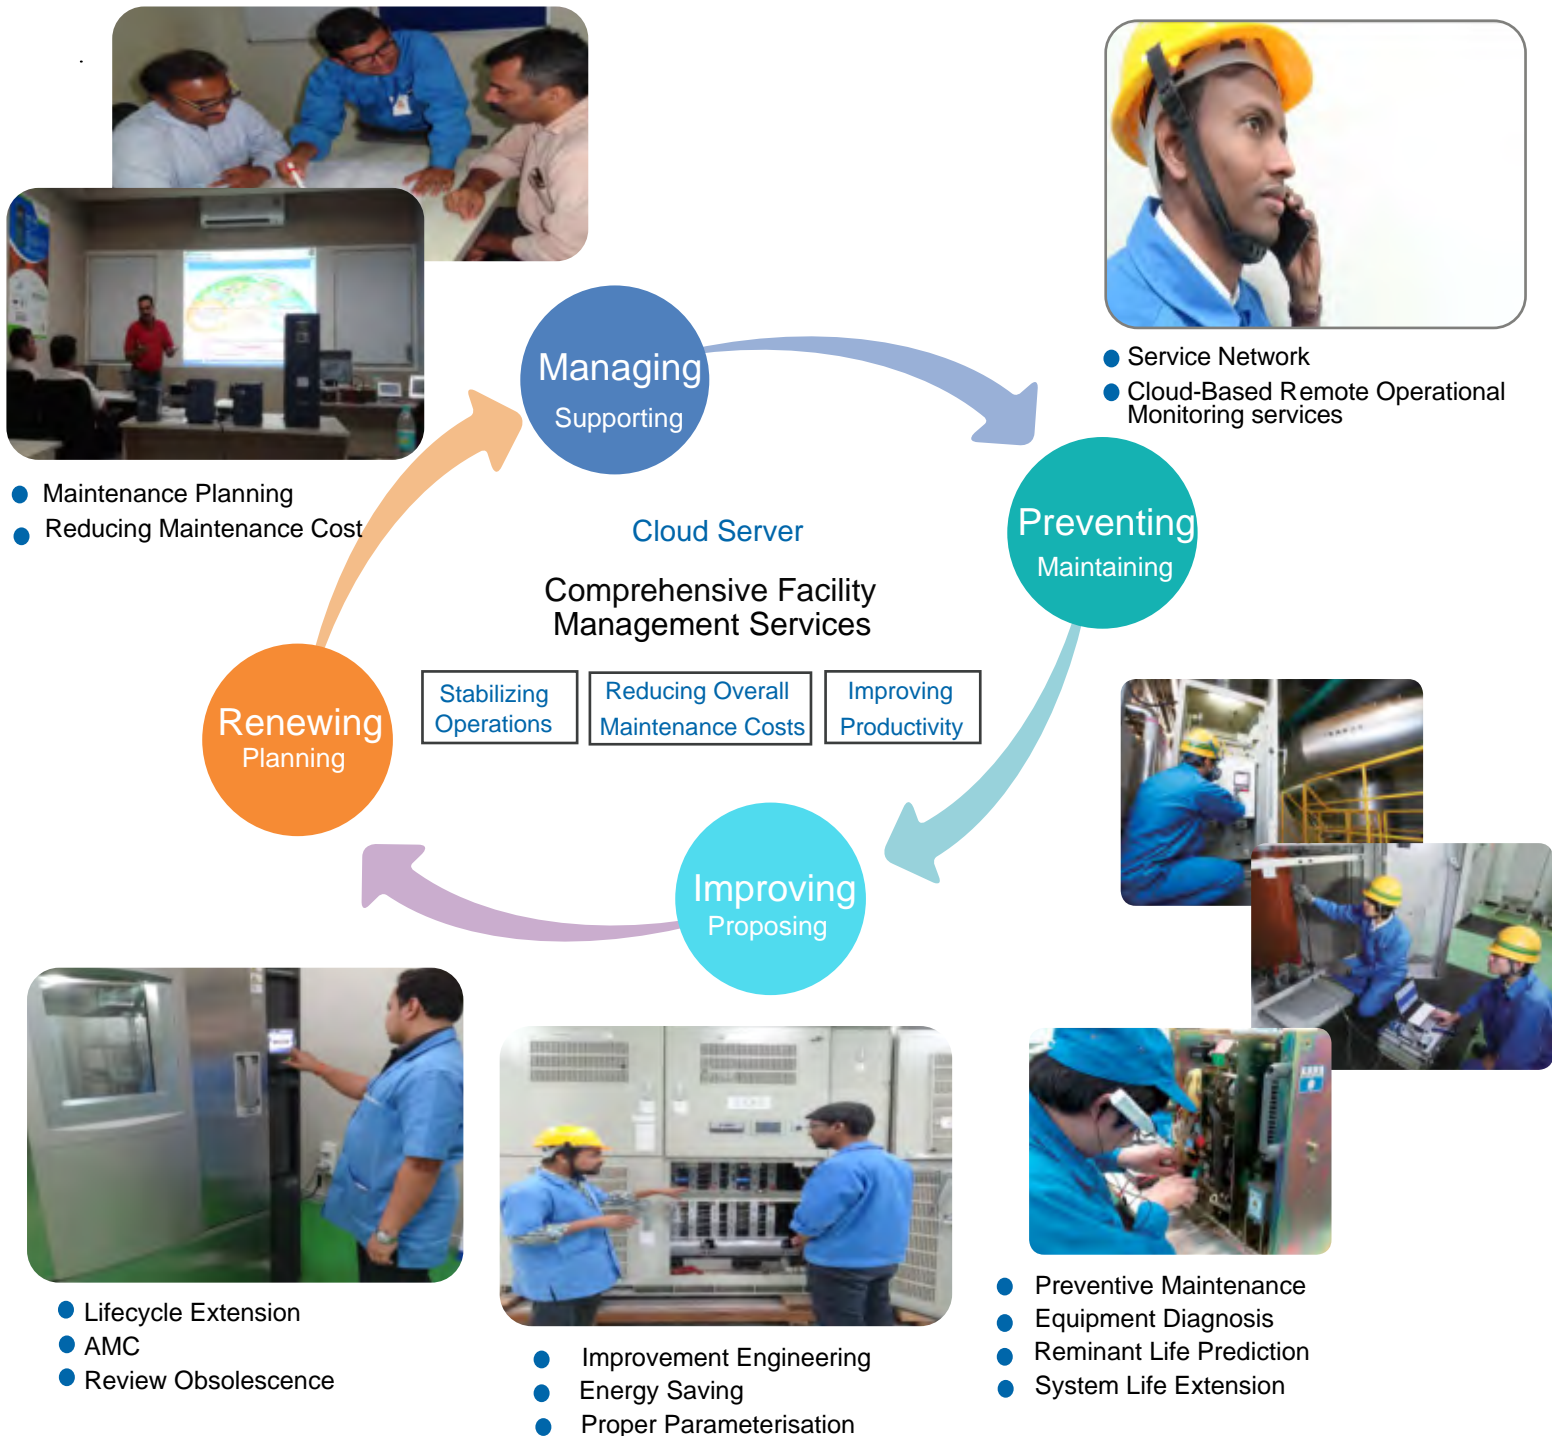 Managing
Supporting
Service Network
Cloud-Based Remote Operational
Monitoring services
Maintenance Planning
Reducing Maintenance Cost
Preventing
Maintaining
Cloud Server
Comprehensive Facility
Management Services
Stabilizing
Operations
Reducing Overall
Maintenance Costs
Improving
Productivity
Renewing
Planning
Improving
Proposing
Lifecycle Extension
AMC
Review Obsolescence
Improvement Engineering
Energy Saving
Proper Parameterisation
Preventive Maintenance
Equipment Diagnosis
Reminant Life Prediction
System Life Extension